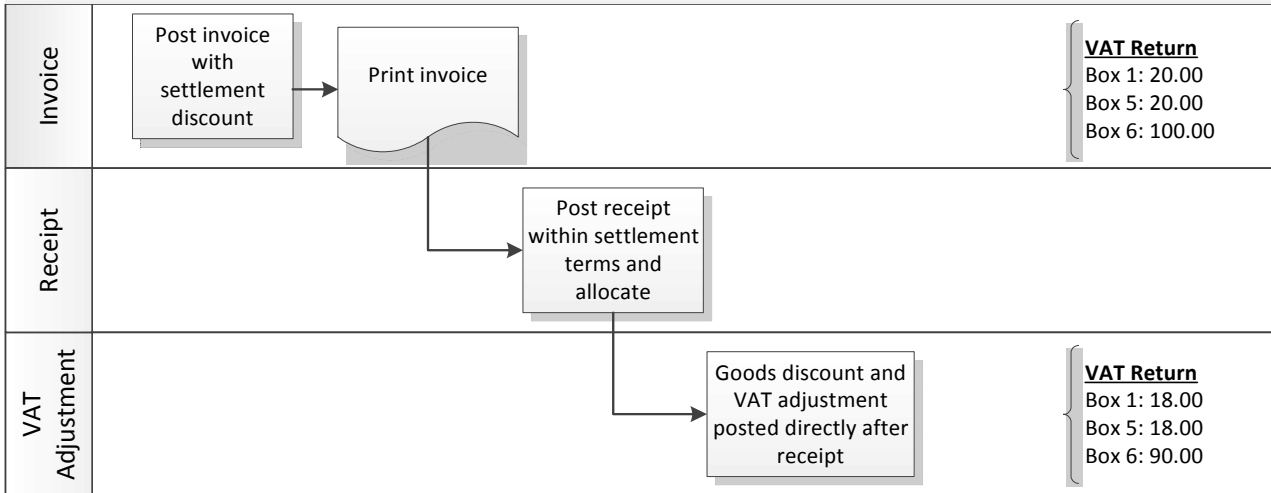 Invoice
Post invoice
with
settlement
discount
Print invoice
VAT Return
Box 1: 20.00
Box 5: 20.00
Box 6: 100.00
Receipt
Post receipt
within settlement
terms and
allocate
VAT
Adjustment
Goods discount and
VAT adjustment
posted directly after
receipt
VAT Return
Box 1: 18.00
Box 5: 18.00
Box 6: 90.00